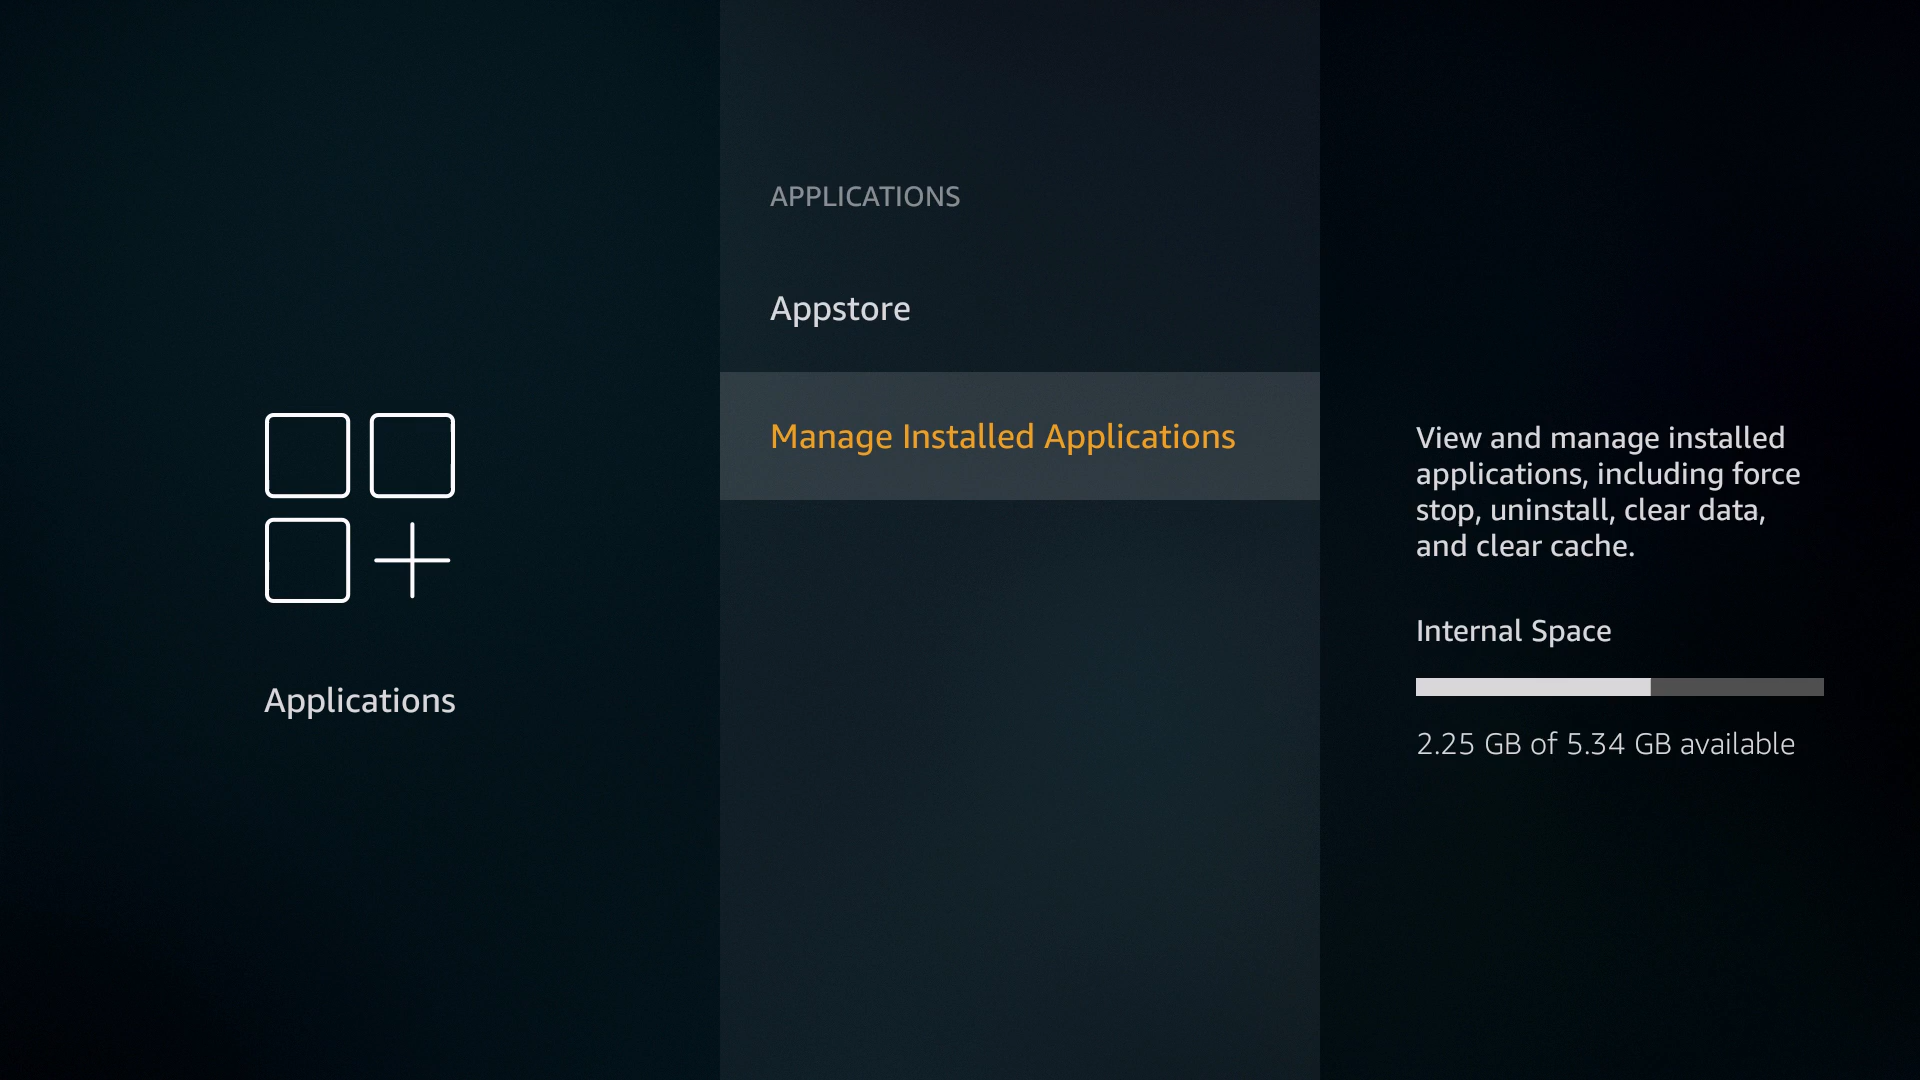 APPLICATIONS
Appstore
Manage Installed Applications
Applications
View and manage installed
applications, including force
stop, uninstall, clear data,
and clear cache.
Internal Space
2.25 GB of 5.34 GB available